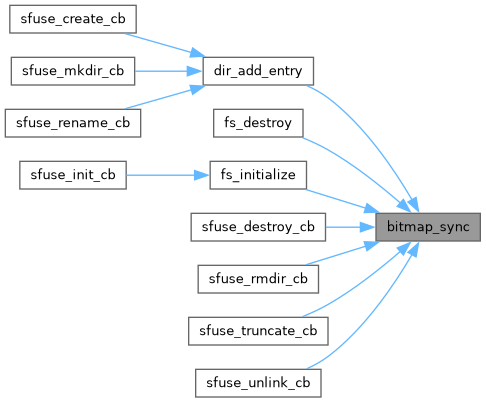 sfuse_create_cb
sfuse_mkdir_cb
dir_add_entry
sfuse_rename_cb
fs_destroy
sfuse_init_cb
fs_initialize
sfuse_destroy_cb
bitmap_sync
sfuse_rmdir_cb
sfuse_truncate_cb
sfuse_unlink_cb